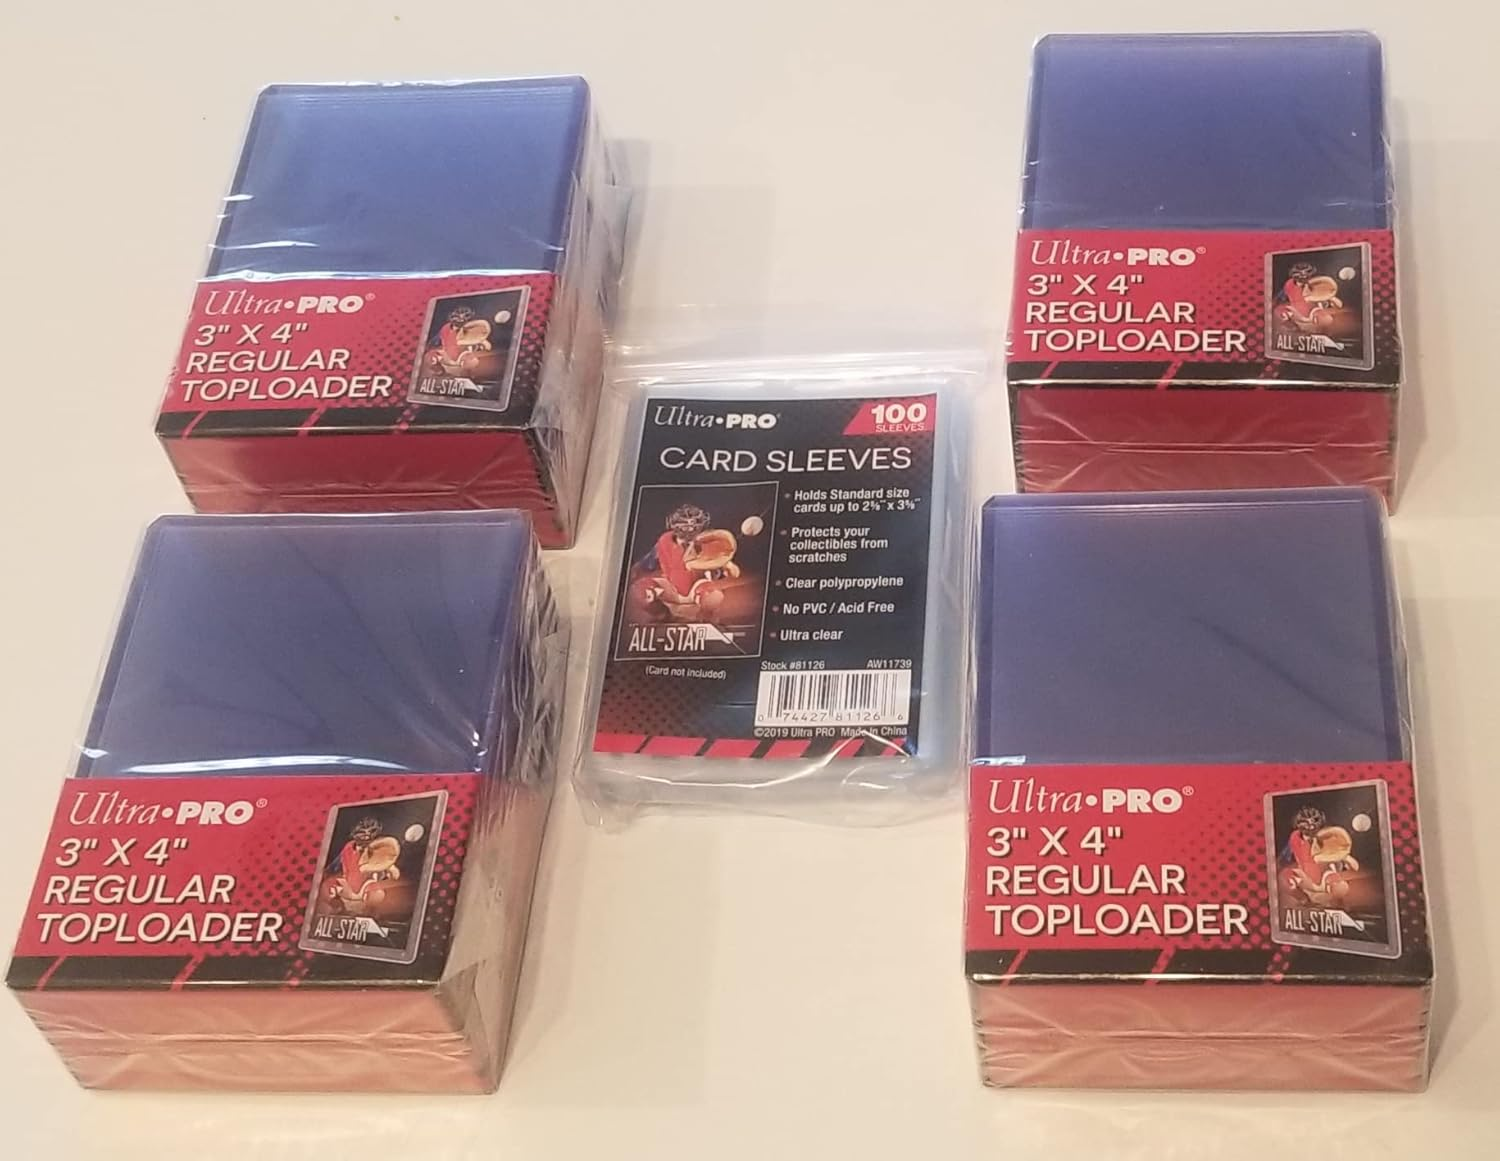 Ultra•PRO®
3" X 4"
REGULAR
TOPLOADER
ALL-STAR
Ultra•PRO®
3" X 4"
REGULAR
TOPLOADER
ALL-STAR
Ultra•PRO
100
SLEEVES
CARD SLEEVES
• Holds Standard size
cards up to 2⅝" x 3⅝"
• Protects your
collectibles from
scratches
• Clear polypropylene
• No PVC / Acid Free
• Ultra clear
ALL-STAR
(Card not included)
Stock #81126 AW11739
0 74427 81126 6
©2019 Ultra PRO Made In China
Ultra•PRO®
3" X 4"
REGULAR
TOPLOADER
ALL-STAR
Ultra•PRO®
3" X 4"
REGULAR
TOPLOADER
ALL-STAR